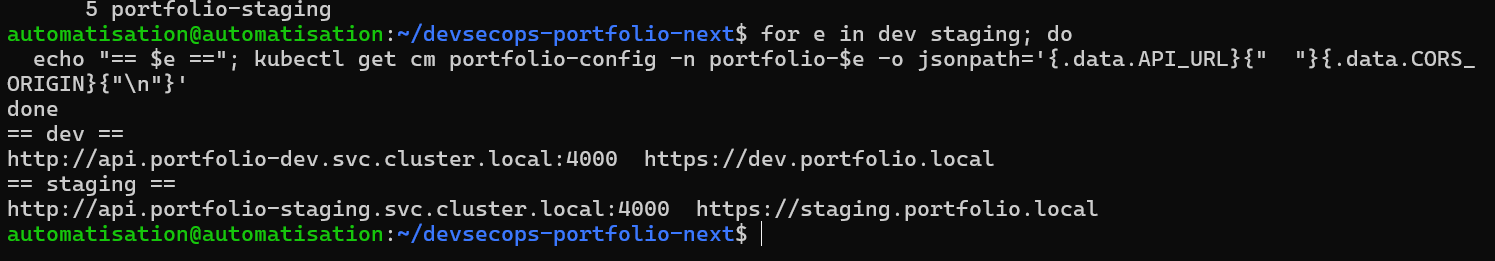 5 portfolio-staging
automatisation@automatisation:~/devsecops-portfolio-next$ for e in dev staging; do
  echo "== $e =="; kubectl get cm portfolio-config -n portfolio-$e -o jsonpath='{.data.API_URL}{"  "}{.data.CORS_
ORIGIN}{"\n"}'
done
== dev ==
http://api.portfolio-dev.svc.cluster.local:4000  https://dev.portfolio.local
== staging ==
http://api.portfolio-staging.svc.cluster.local:4000  https://staging.portfolio.local
automatisation@automatisation:~/devsecops-portfolio-next$